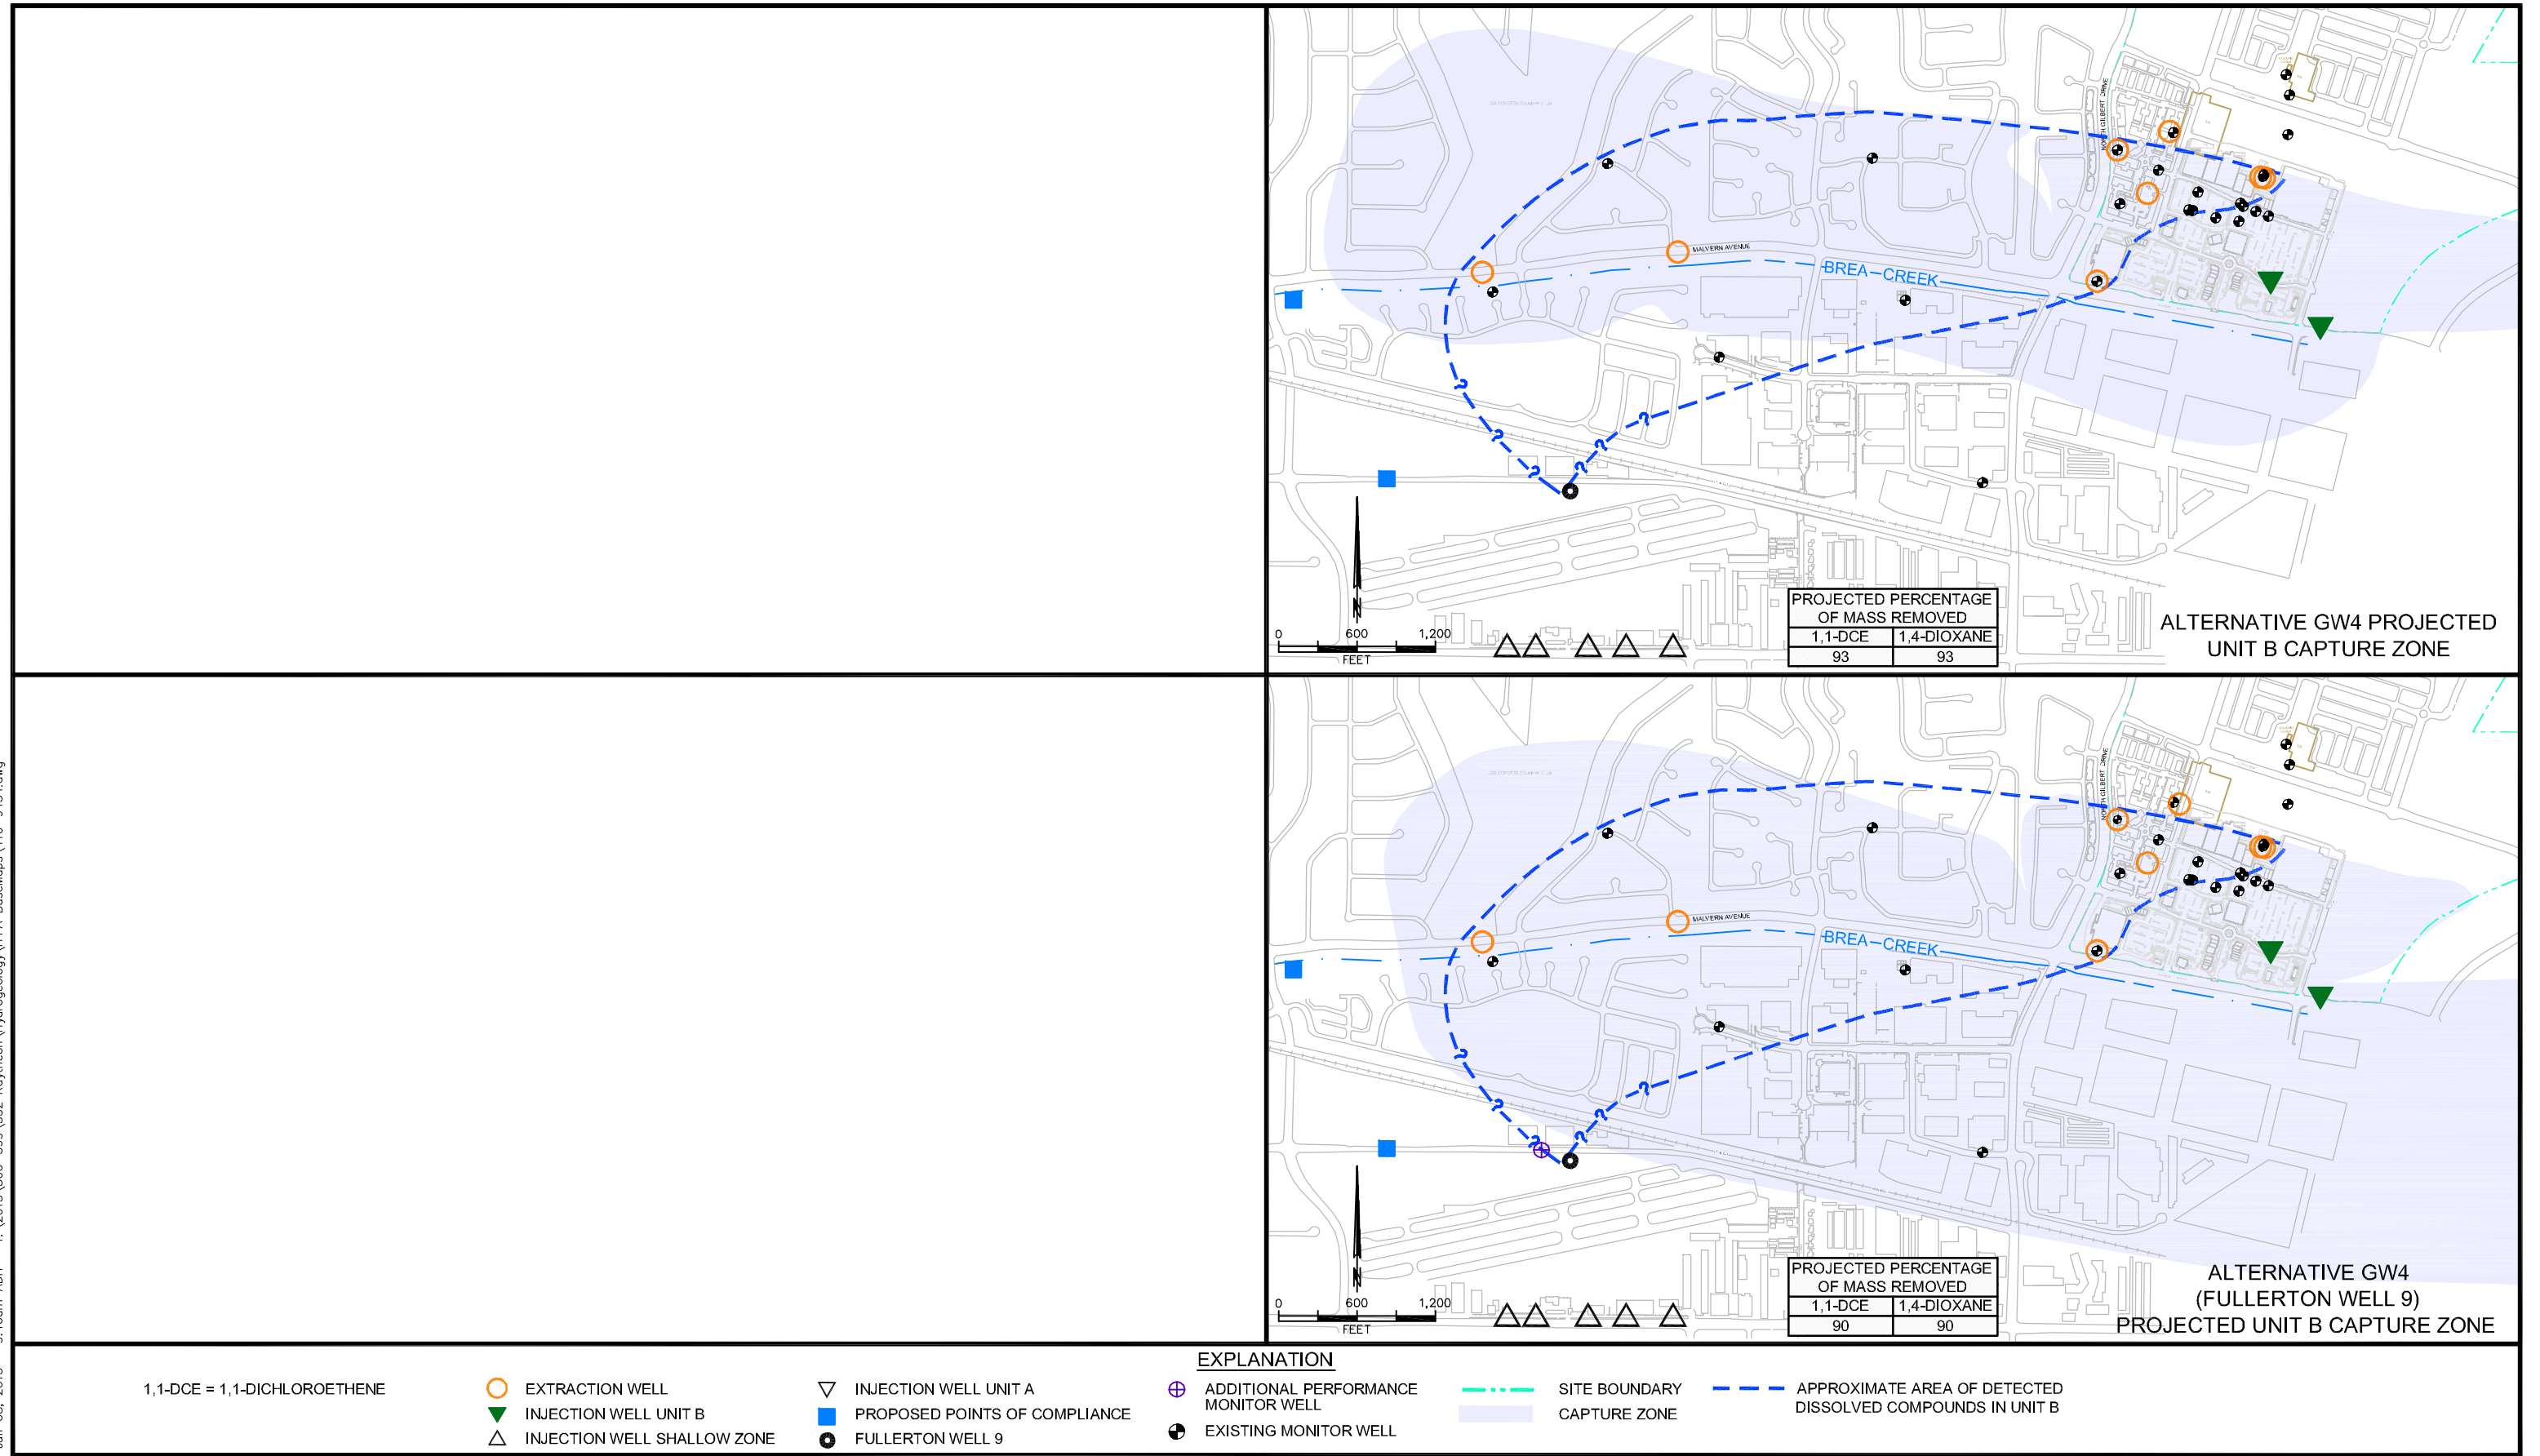 NORTH GILBERT DRIVE
MALVERN AVENUE
BREA-CREEK
?
?
?
?
?
?
N
0 600 1,200
FEET
PROJECTED PERCENTAGE
OF MASS REMOVED
1,1-DCE 1,4-DIOXANE
93 93
ALTERNATIVE GW4 PROJECTED
UNIT B CAPTURE ZONE
NORTH GILBERT DRIVE
MALVERN AVENUE
BREA-CREEK
?
?
?
?
?
?
N
0 600 1,200
FEET
PROJECTED PERCENTAGE
OF MASS REMOVED
1,1-DCE 1,4-DIOXANE
90 90
ALTERNATIVE GW4
(FULLERTON WELL 9)
PROJECTED UNIT B CAPTURE ZONE
EXPLANATION
1,1-DCE = 1,1-DICHLOROETHENE
EXTRACTION WELL
INJECTION WELL UNIT B
INJECTION WELL SHALLOW ZONE
INJECTION WELL UNIT A
PROPOSED POINTS OF COMPLIANCE
FULLERTON WELL 9
ADDITIONAL PERFORMANCE
MONITOR WELL
EXISTING MONITOR WELL
SITE BOUNDARY
CAPTURE ZONE
APPROXIMATE AREA OF DETECTED
DISSOLVED COMPOUNDS IN UNIT B